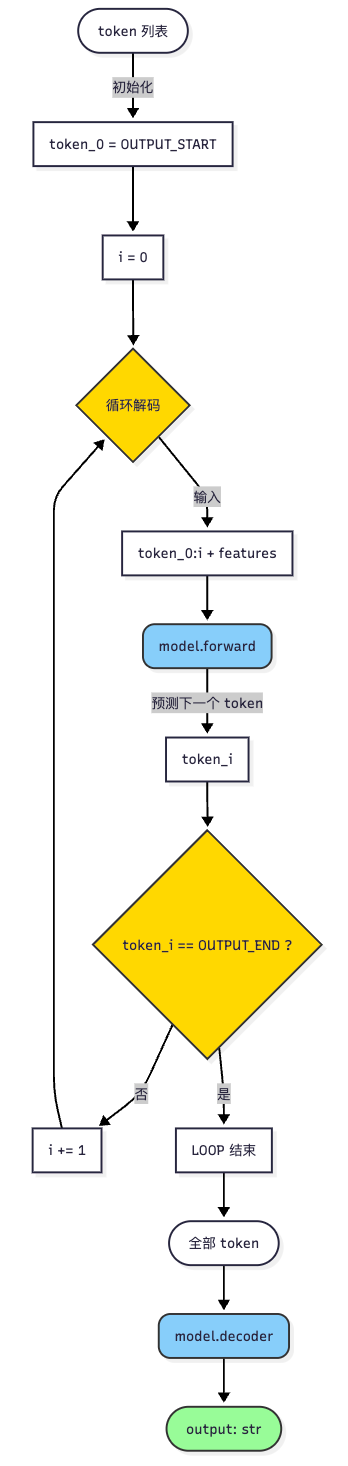 token 列表
初始化
token_0 = OUTPUT_START
i = 0
循环解码
输入
token_0:i + features
model.forward
预测下一个 token
token_i
token_i == OUTPUT_END ?
否
是
i += 1
LOOP 结束
全部 token
model.decoder
output: str